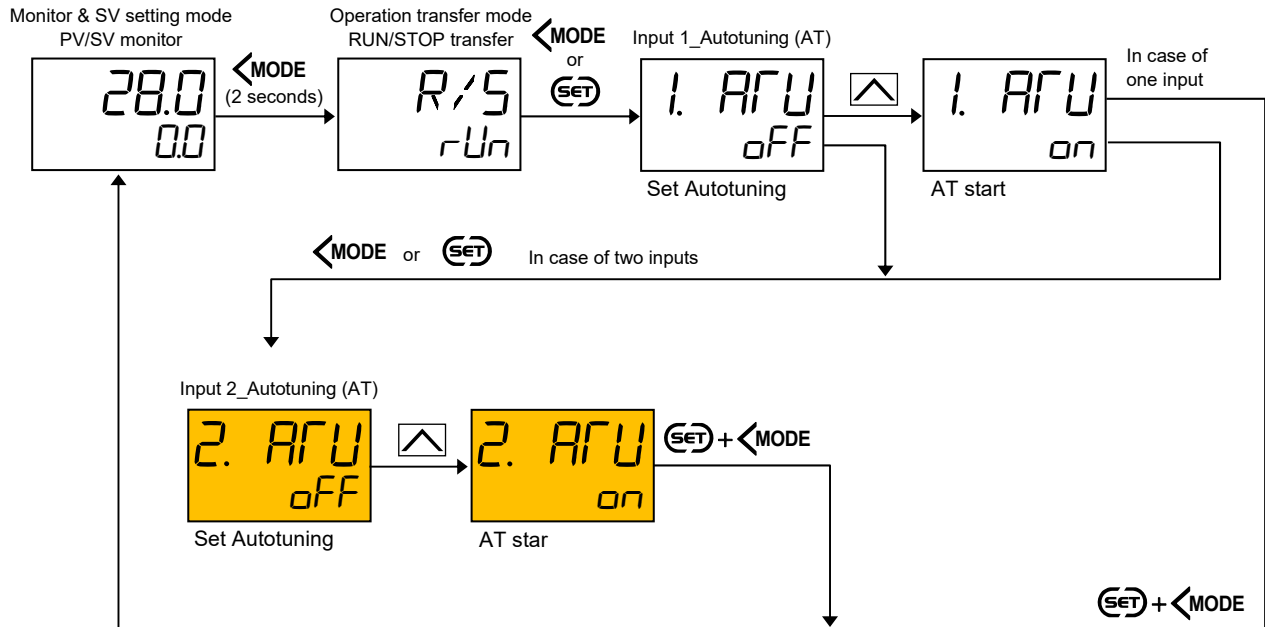 Monitor & SV setting mode
PV/SV monitor
Operation transfer mode
RUN/STOP transfer
<MODE
or
SET
Input 1_Autotuning (AT)
In case of
one input
28.0
0.0
<MODE
(2 seconds)
R/S
rUn
1. ATU
oFF
1. ATU
on
Set Autotuning
AT start
<MODE or SET In case of two inputs
Input 2_Autotuning (AT)
2. ATU
oFF
2. ATU
on
SET + <MODE
Set Autotuning
AT star
SET + <MODE